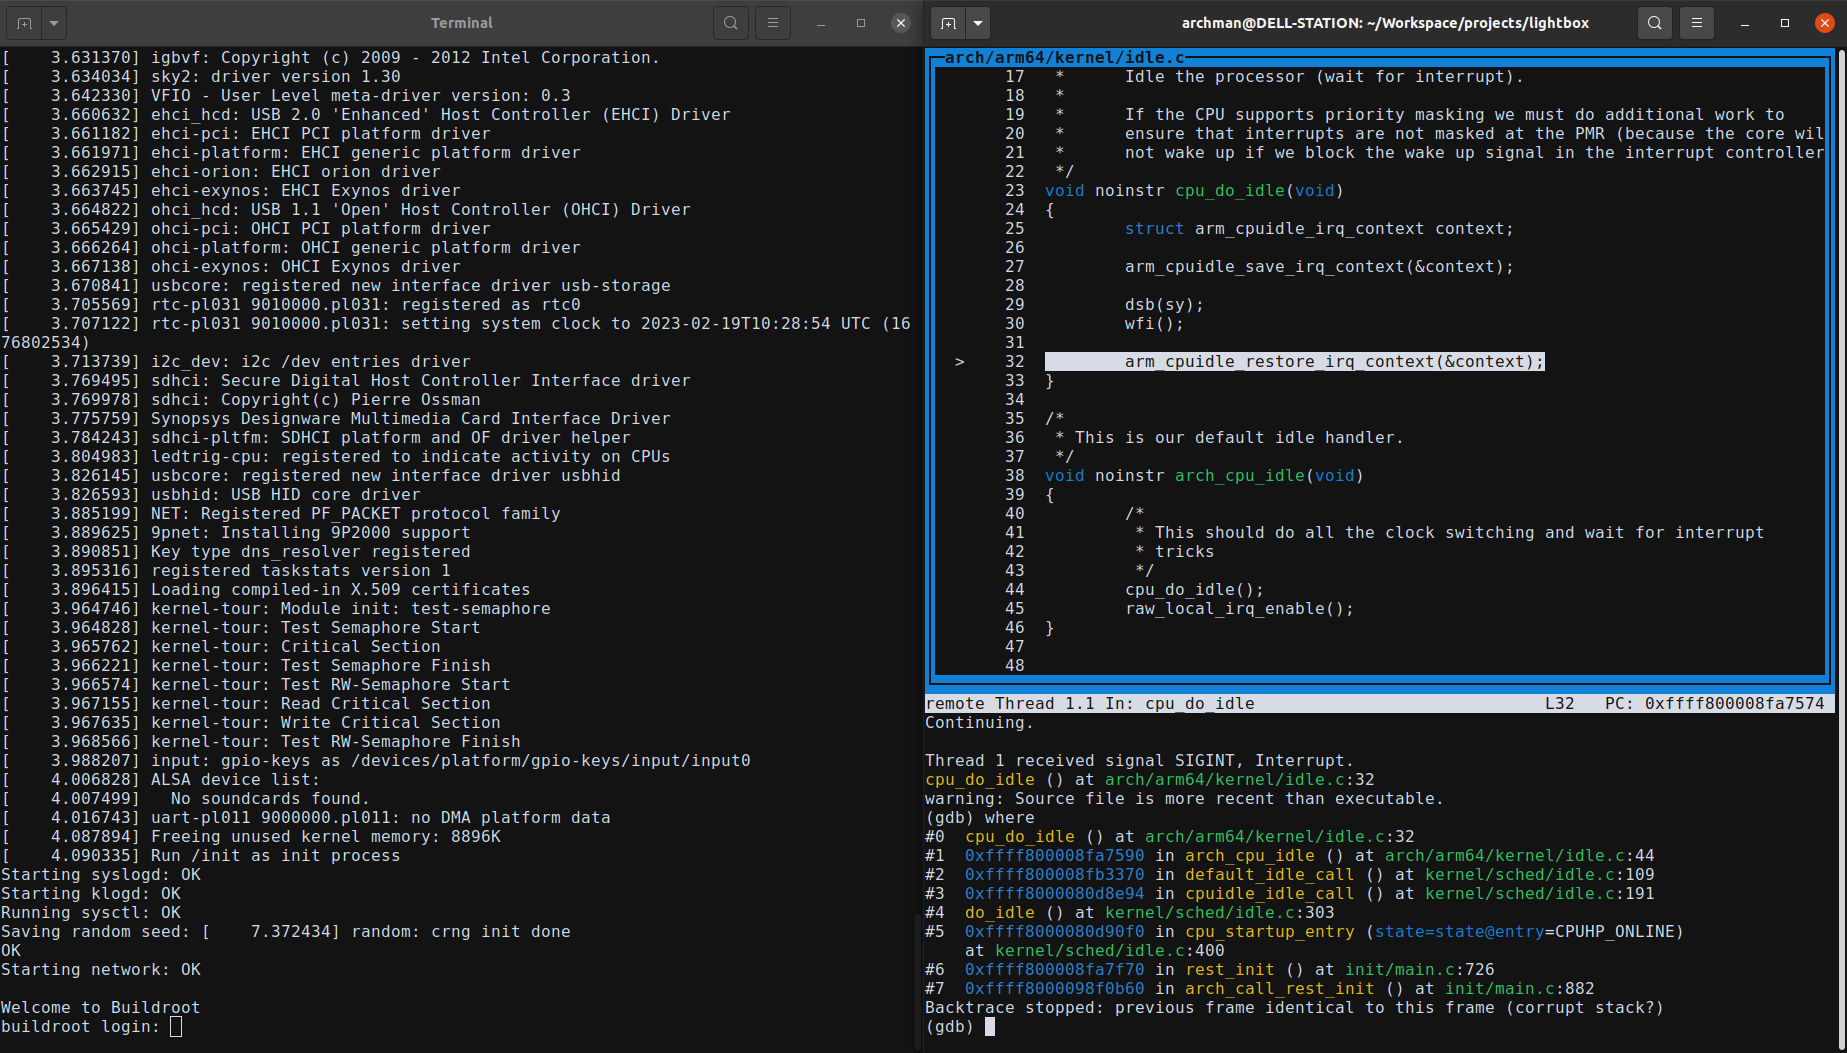 Terminal
[    3.631370] igbvf: Copyright (c) 2009 - 2012 Intel Corporation.
[    3.634034] sky2: driver version 1.30
[    3.642330] VFIO - User Level meta-driver version: 0.3
[    3.660632] ehci_hcd: USB 2.0 'Enhanced' Host Controller (EHCI) Driver
[    3.661182] ehci-pci: EHCI PCI platform driver
[    3.661971] ehci-platform: EHCI generic platform driver
[    3.662915] ehci-orion: EHCI orion driver
[    3.663745] ehci-exynos: EHCI Exynos driver
[    3.664822] ohci_hcd: USB 1.1 'Open' Host Controller (OHCI) Driver
[    3.665429] ohci-pci: OHCI PCI platform driver
[    3.666264] ohci-platform: OHCI generic platform driver
[    3.667138] ohci-exynos: OHCI Exynos driver
[    3.670841] usbcore: registered new interface driver usb-storage
[    3.705569] rtc-pl031 9010000.pl031: registered as rtc0
[    3.707122] rtc-pl031 9010000.pl031: setting system clock to 2023-02-19T10:28:54 UTC (16
76802534)
[    3.713739] i2c_dev: i2c /dev entries driver
[    3.769495] sdhci: Secure Digital Host Controller Interface driver
[    3.769978] sdhci: Copyright(c) Pierre Ossman
[    3.775759] Synopsys Designware Multimedia Card Interface Driver
[    3.784243] sdhci-pltfm: SDHCI platform and OF driver helper
[    3.804983] ledtrig-cpu: registered to indicate activity on CPUs
[    3.826145] usbcore: registered new interface driver usbhid
[    3.826593] usbhid: USB HID core driver
[    3.885199] NET: Registered PF_PACKET protocol family
[    3.889625] 9pnet: Installing 9P2000 support
[    3.890851] Key type dns_resolver registered
[    3.895316] registered taskstats version 1
[    3.896415] Loading compiled-in X.509 certificates
[    3.964746] kernel-tour: Module init: test-semaphore
[    3.964828] kernel-tour: Test Semaphore Start
[    3.965762] kernel-tour: Critical Section
[    3.966221] kernel-tour: Test Semaphore Finish
[    3.966574] kernel-tour: Test RW-Semaphore Start
[    3.967155] kernel-tour: Read Critical Section
[    3.967635] kernel-tour: Write Critical Section
[    3.968566] kernel-tour: Test RW-Semaphore Finish
[    3.988207] input: gpio-keys as /devices/platform/gpio-keys/input/input0
[    4.006828] ALSA device list:
[    4.007499]   No soundcards found.
[    4.016743] uart-pl011 9000000.pl011: no DMA platform data
[    4.087894] Freeing unused kernel memory: 8896K
[    4.090335] Run /init as init process
Starting syslogd: OK
Starting klogd: OK
Running sysctl: OK
Saving random seed: [    7.372434] random: crng init done
OK
Starting network: OK
Welcome to Buildroot
buildroot login:
archman@DELL-STATION: ~/Workspace/projects/lightbox
arch/arm64/kernel/idle.c
17   *      Idle the processor (wait for interrupt).
18   *
19   *      If the CPU supports priority masking we must do additional work to
20   *      ensure that interrupts are not masked at the PMR (because the core wil
21   *      not wake up if we block the wake up signal in the interrupt controller
22   */
23  void noinstr cpu_do_idle(void)
24  {
25          struct arm_cpuidle_irq_context context;
26
27          arm_cpuidle_save_irq_context(&context);
28
29          dsb(sy);
30          wfi();
31
>    32          arm_cpuidle_restore_irq_context(&context);
33  }
34
35  /*
36   * This is our default idle handler.
37   */
38  void noinstr arch_cpu_idle(void)
39  {
40          /*
41           * This should do all the clock switching and wait for interrupt
42           * tricks
43           */
44          cpu_do_idle();
45          raw_local_irq_enable();
46  }
47
48
remote Thread 1.1 In: cpu_do_idle                             L32   PC: 0xffff800008fa7574
Continuing.
Thread 1 received signal SIGINT, Interrupt.
cpu_do_idle () at arch/arm64/kernel/idle.c:32
warning: Source file is more recent than executable.
(gdb) where
#0  cpu_do_idle () at arch/arm64/kernel/idle.c:32
#1  0xffff800008fa7590 in arch_cpu_idle () at arch/arm64/kernel/idle.c:44
#2  0xffff800008fb3370 in default_idle_call () at kernel/sched/idle.c:109
#3  0xffff8000080d8e94 in cpuidle_idle_call () at kernel/sched/idle.c:191
#4  do_idle () at kernel/sched/idle.c:303
#5  0xffff8000080d90f0 in cpu_startup_entry (state=state@entry=CPUHP_ONLINE)
    at kernel/sched/idle.c:400
#6  0xffff800008fa7f70 in rest_init () at init/main.c:726
#7  0xffff8000098f0b60 in arch_call_rest_init () at init/main.c:882
Backtrace stopped: previous frame identical to this frame (corrupt stack?)
(gdb)